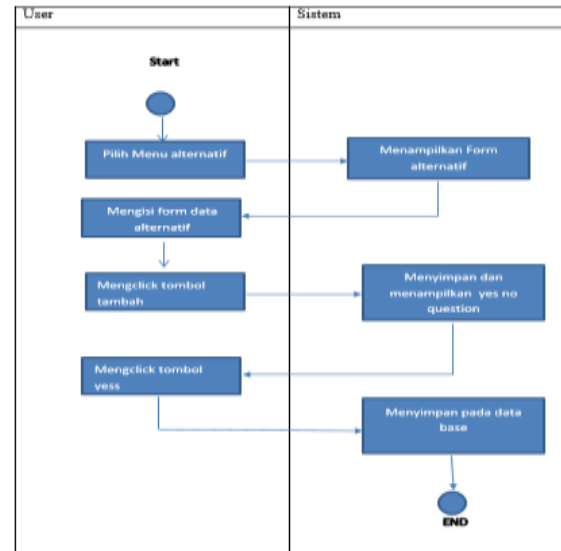 User
Sistem
Start
Pilih Menu alternatif
Menampilkan Form
alternatif
Mengisi form data
alternatif
Mengclick tombol
tambah
Menyimpan dan
menampilkan yes no
question
Mengclick tombol
yess
Menyimpan pada data
base
END